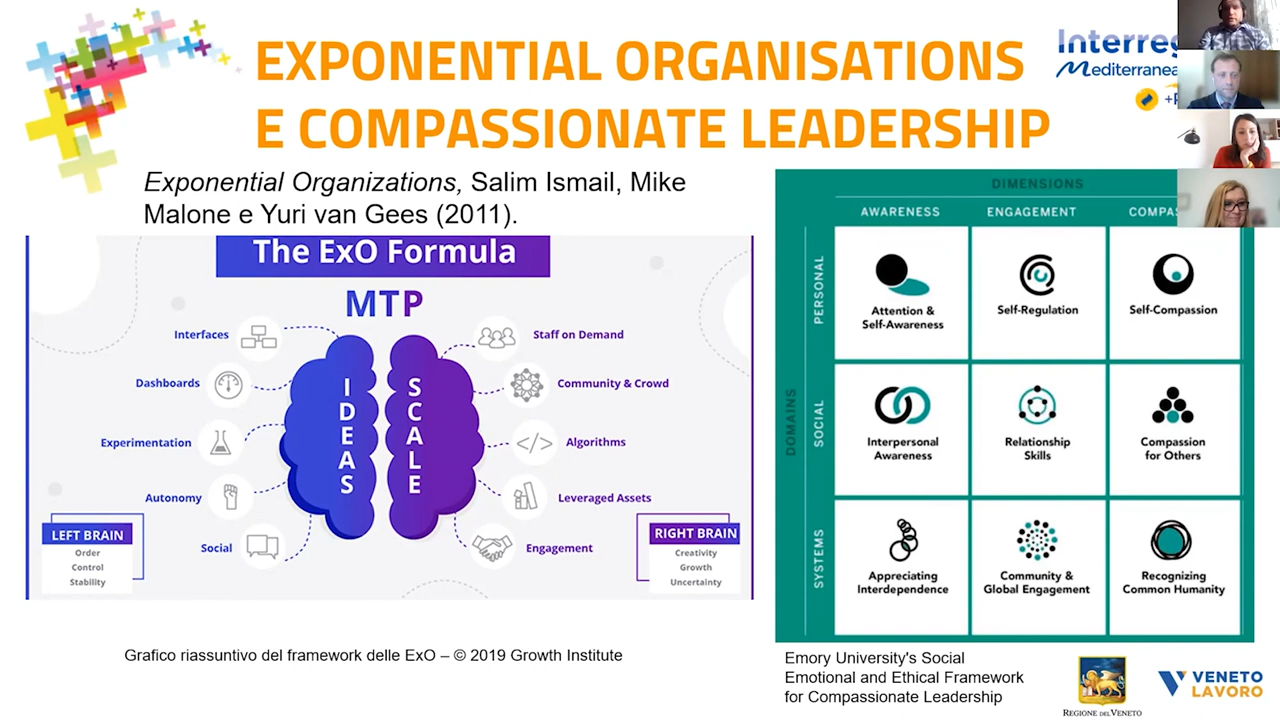 EXPONENTIAL ORGANISATIONS
E COMPASSIONATE LEADERSHIP
Interreg
Mediterranea
Exponential Organizations, Salim Ismail, Mike
Malone e Yuri van Gees (2011).
The ExO Formula
MTP
Interfaces
Dashboards
Experimentation
Autonomy
Social
IDEAS
SCALE
Staff on Demand
Community & Crowd
Algorithms
Leveraged Assets
Engagement
LEFT BRAIN
Order
Control
Stability
RIGHT BRAIN
Creativity
Growth
Uncertainty
Grafico riassuntivo del framework delle ExO – © 2019 Growth Institute
DIMENSIONS
AWARENESS
ENGAGEMENT
COMPAS
DOMAINS
PERSONAL
Attention &
Self-Awareness
Self-Regulation
Self-Compassion
SOCIAL
Interpersonal
Awareness
Relationship
Skills
Compassion
for Others
SYSTEMS
Appreciating
Interdependence
Community &
Global Engagement
Recognizing
Common Humanity
Emory University's Social
Emotional and Ethical Framework
for Compassionate Leadership
REGIONE DEL VENETO
VENETO
LAVORO